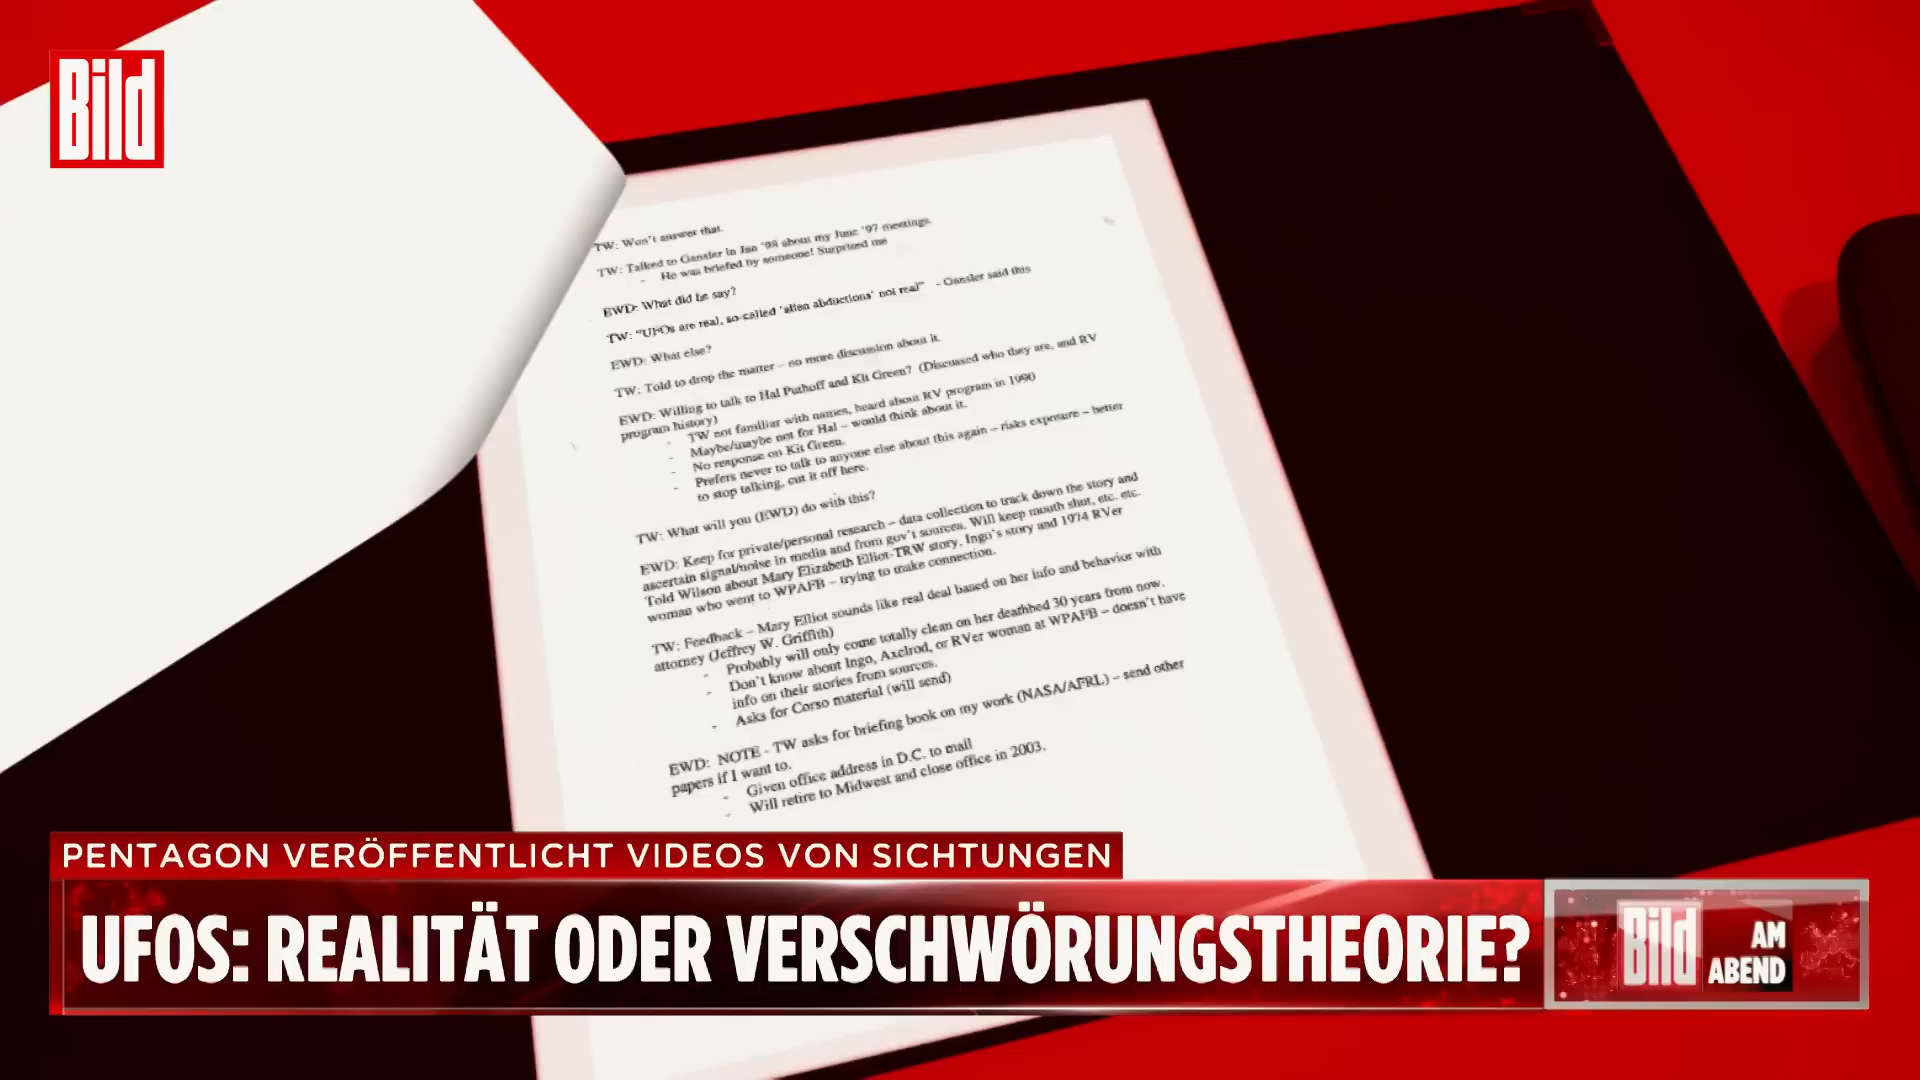 Bild
TW: Won't answer that.
TW: Talked to Gansler in Jan '98 about my June '97 meetings.
- He was briefed by someone! Surprized me
EWD: What did he say?
TW: "UFOs are real, so-called 'alien abductions' not real" - Gansler said this
EWD: What else?
TW: Told to drop the matter – no more discussion about it.
EWD: Willing to talk to Hal Puthoff and Kit Green? (Discussed who they are, and RV
program history)
- TW not familiar with names, heard about RV program in 1990
- Maybe/maybe not for Hal – would think about it.
- No response on Kit Green.
- Prefers never to talk to anyone else about this again – risks exposure – better
to stop talking, cut it off here.
TW: What will you (EWD) do with this?
EWD: Keep for private/personal research – data collection to track down the story and
ascertain signal/noise in media and from gov't sources. Will keep mouth shut, etc. etc.
Told Wilson about Mary Elizabeth Elliot-TRW story, Ingo's story and 1974 RVer
woman who went to WPAFB – trying to make connection.
TW: Feedback – Mary Elliot sounds like real deal based on her info and behavior with
attorney (Jeffrey W. Griffith)
- Probably will only come totally clean on her deathbed 30 years from now.
- Don't know about Ingo, Axelrod, or RVer woman at WPAFB – doesn't have
info on their stories from sources.
- Asks for Corso material (will send)
EWD: NOTE - TW asks for briefing book on my work (NASA/AFRL) – send other
papers if I want to.
- Given office address in D.C. to mail
- Will retire to Midwest and close office in 2003.
PENTAGON VERÖFFENTLICHT VIDEOS VON SICHTUNGEN
UFOS: REALITÄT ODER VERSCHWÖRUNGSTHEORIE?
Bild AM
ABEND